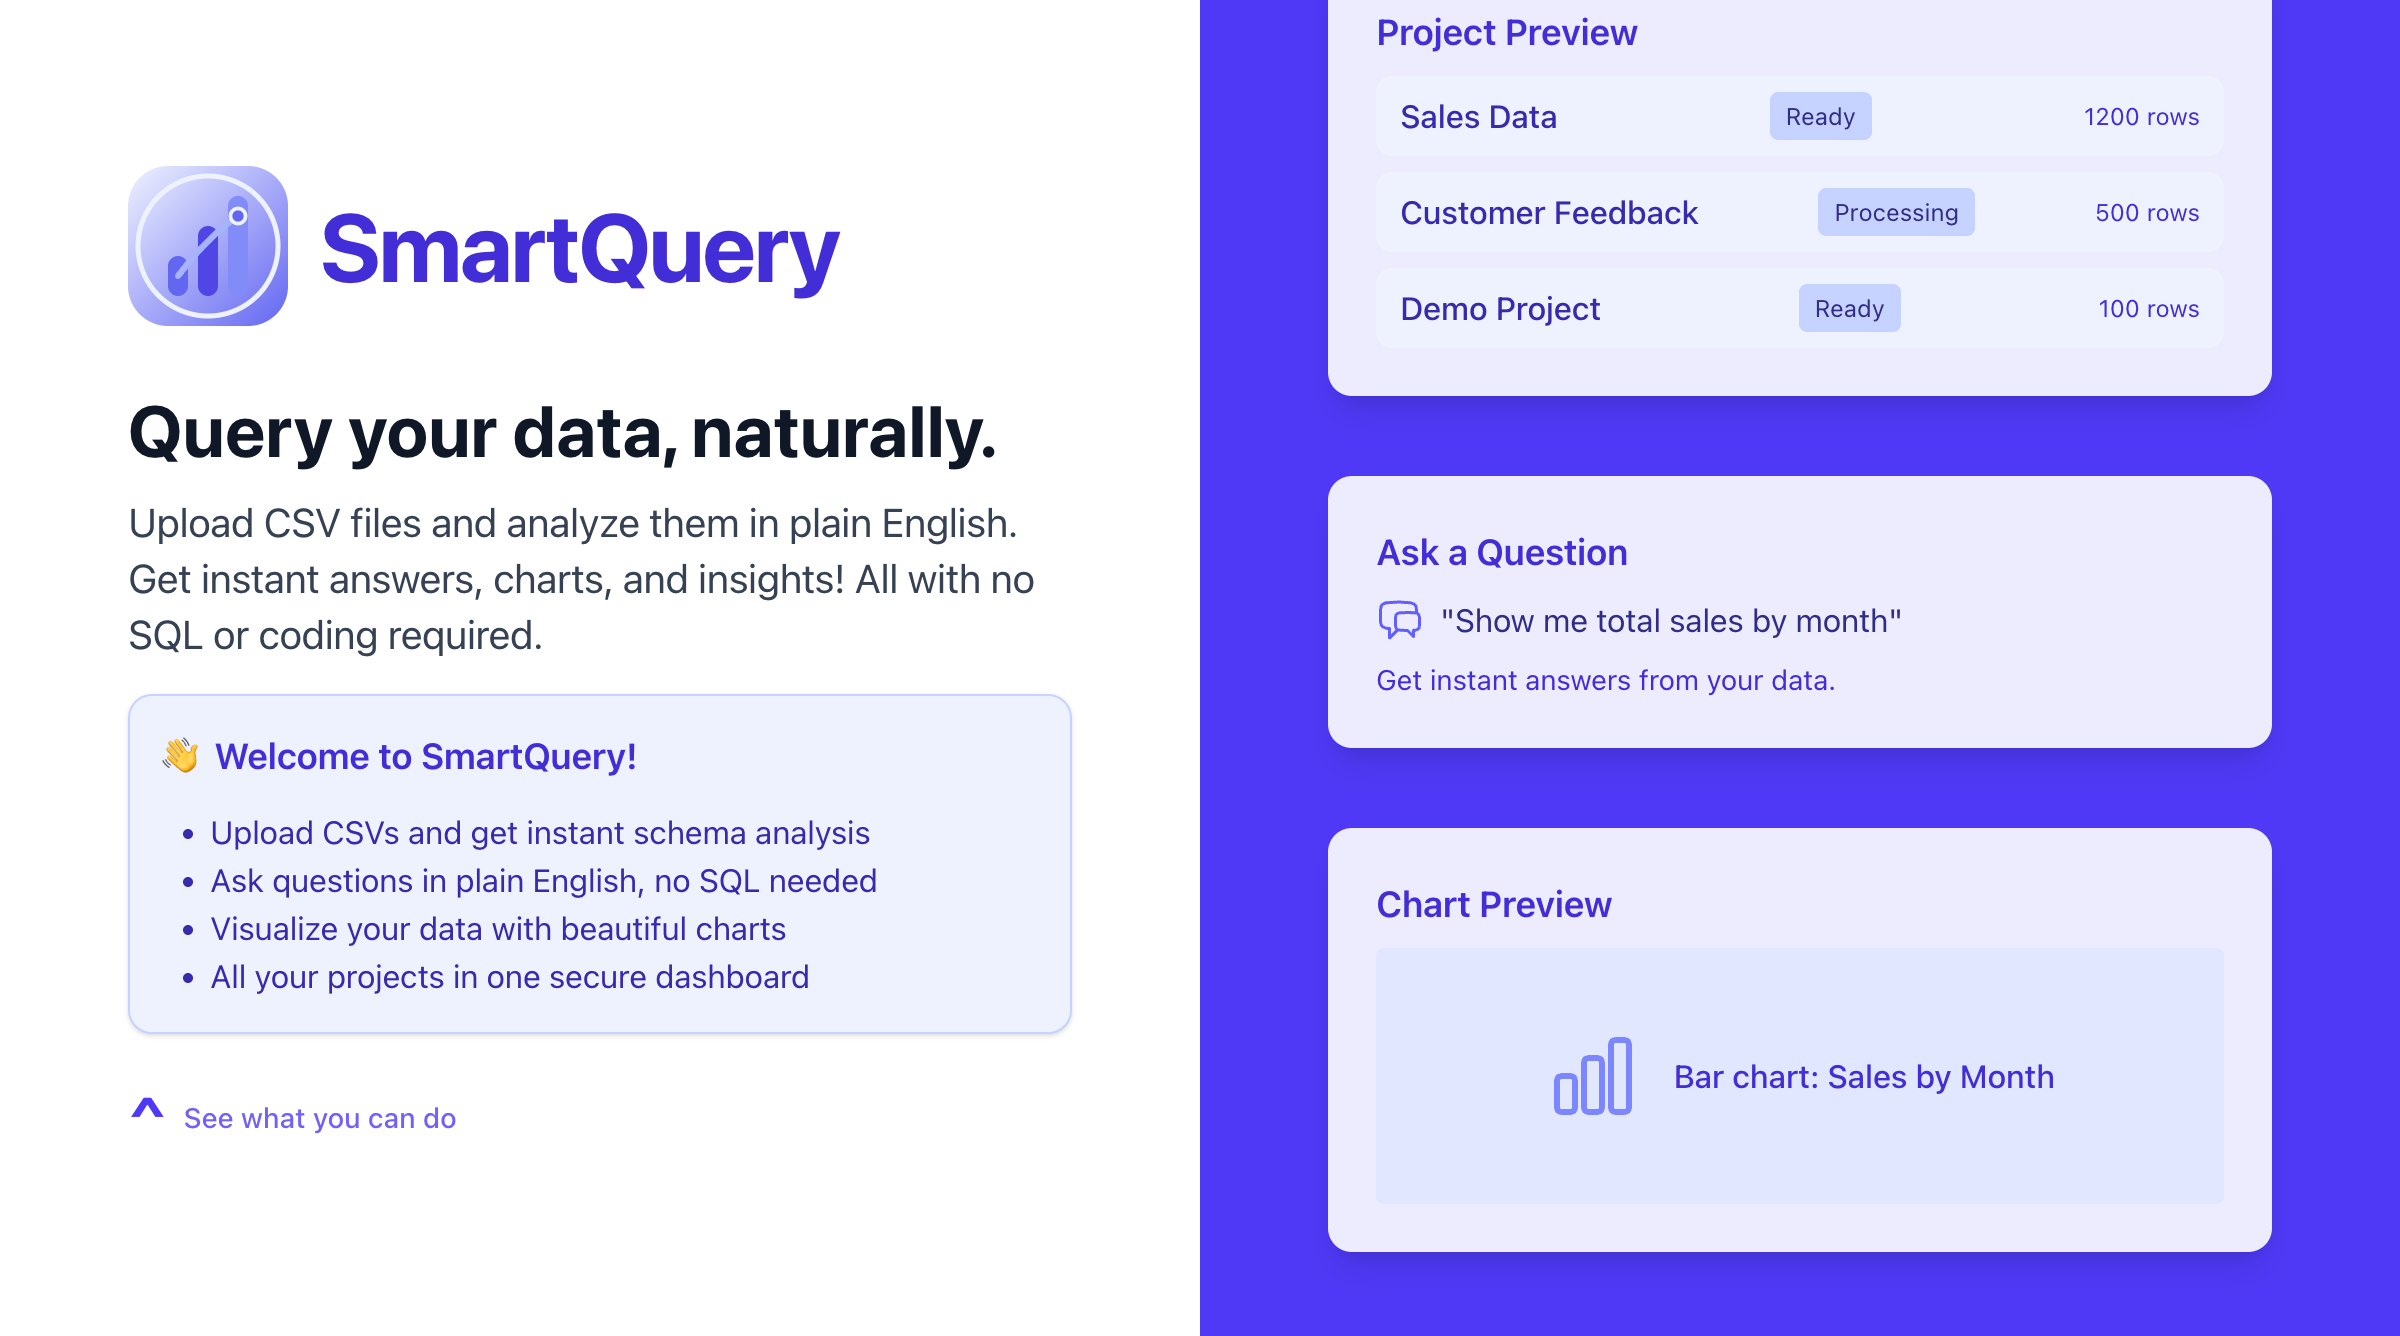 SmartQuery
Query your data, naturally.
Upload CSV files and analyze them in plain English.
Get instant answers, charts, and insights! All with no
SQL or coding required.
👋 Welcome to SmartQuery!
• Upload CSVs and get instant schema analysis
• Ask questions in plain English, no SQL needed
• Visualize your data with beautiful charts
• All your projects in one secure dashboard
See what you can do
Project Preview
Sales Data Ready 1200 rows
Customer Feedback Processing 500 rows
Demo Project Ready 100 rows
Ask a Question
"Show me total sales by month"
Get instant answers from your data.
Chart Preview
Bar chart: Sales by Month